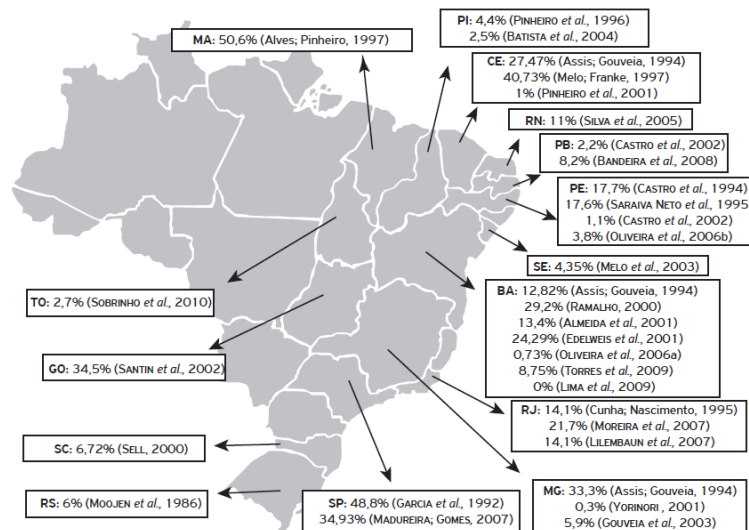 MA: 50,6% (Alves; Pinheiro, 1997)
PI: 4,4% (PINHEIRO et al., 1996)
2,5% (BATISTA et al., 2004)
CE: 27,47% (Assis; Gouveia, 1994)
40,73% (Melo; Franke, 1997)
1% (PINHEIRO et al., 2001)
RN: 11% (SILVA et al., 2005)
PB: 2,2% (CASTRO et al., 2002)
8,2% (BANDEIRA et al., 2008)
PE: 17,7% (CASTRO et al., 1994)
17,6% (SARAIVA NETO et al., 1995)
1,1% (CASTRO et al., 2002)
3,8% (OLIVEIRA et al., 2006b)
SE: 4,35% (MELO et al., 2003)
BA: 12,82% (Assis; Gouveia, 1994)
29,2% (RAMALHO, 2000)
13,4% (ALMEIDA et al., 2001)
24,29% (EDELWEIS et al., 2001)
0,73% (OLIVEIRA et al., 2006a)
8,75% (TORRES et al., 2009)
0% (LIMA et al., 2009)
TO: 2,7% (SOBRINHO et al., 2010)
GO: 34,5% (SANTIN et al., 2002)
RJ: 14,1% (Cunha; Nascimento, 1995)
21,7% (MOREIRA et al., 2007)
14,1% (LILEMBAUN et al., 2007)
SC: 6,72% (SELL, 2000)
RS: 6% (MOOJEN et al., 1986)
SP: 48,8% (GARCIA et al., 1992)
34,93% (MADUREIRA; GOMES, 2007)
MG: 33,3% (Assis; Gouveia, 1994)
0,3% (YORINORI, 2001)
5,9% (GOUVEIA et al., 2003)